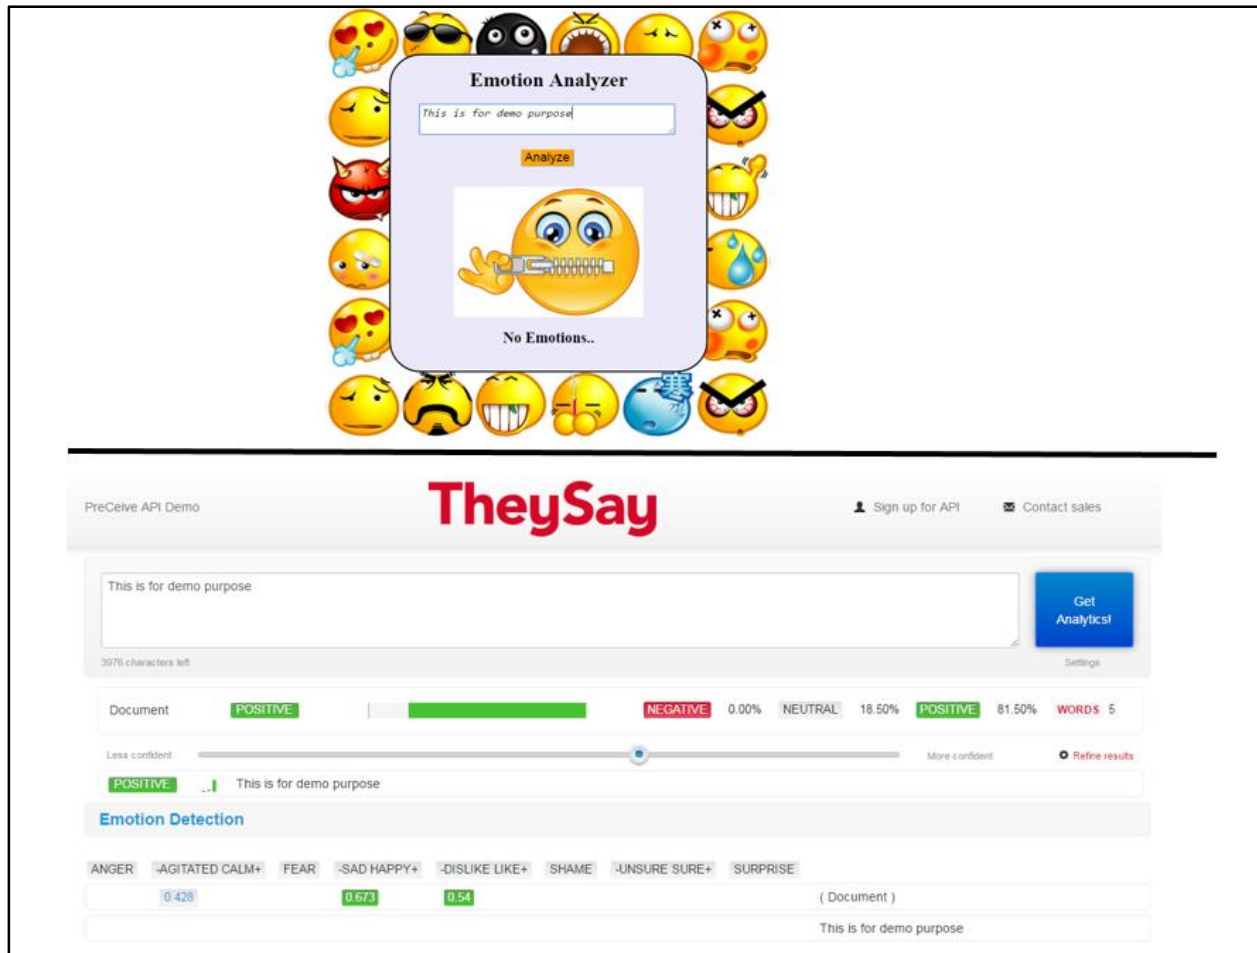 Emotion Analyzer
This is for demo purpose
Analyze
No Emotions..
寒
PreCeive API Demo
TheySay
Sign up for API
Contact sales
This is for demo purpose
Get
Analytics!
3976 characters left
Settings
Document POSITIVE NEGATIVE 0.00% NEUTRAL 18.50% POSITIVE 81.50% WORDS 5
Less confident More confident Refine results
POSITIVE This is for demo purpose
Emotion Detection
ANGER -AGITATED CALM+ FEAR -SAD HAPPY+ -DISLIKE LIKE+ SHAME -UNSURE SURE+ SURPRISE
0.428 0.673 0.54 ( Document )
This is for demo purpose